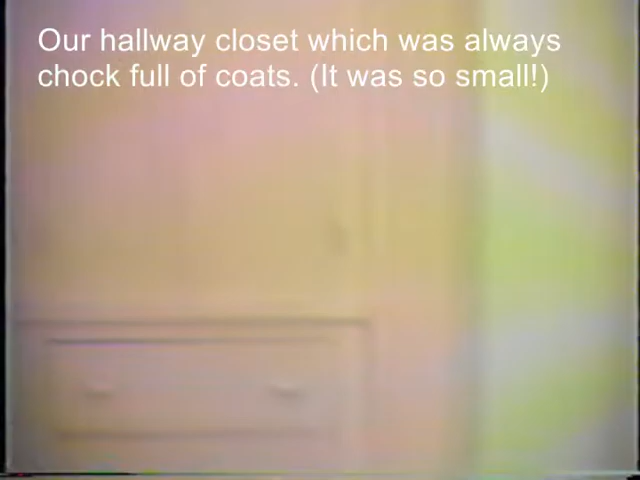 Our hallway closet which was always
chock full of coats. (It was so small!)